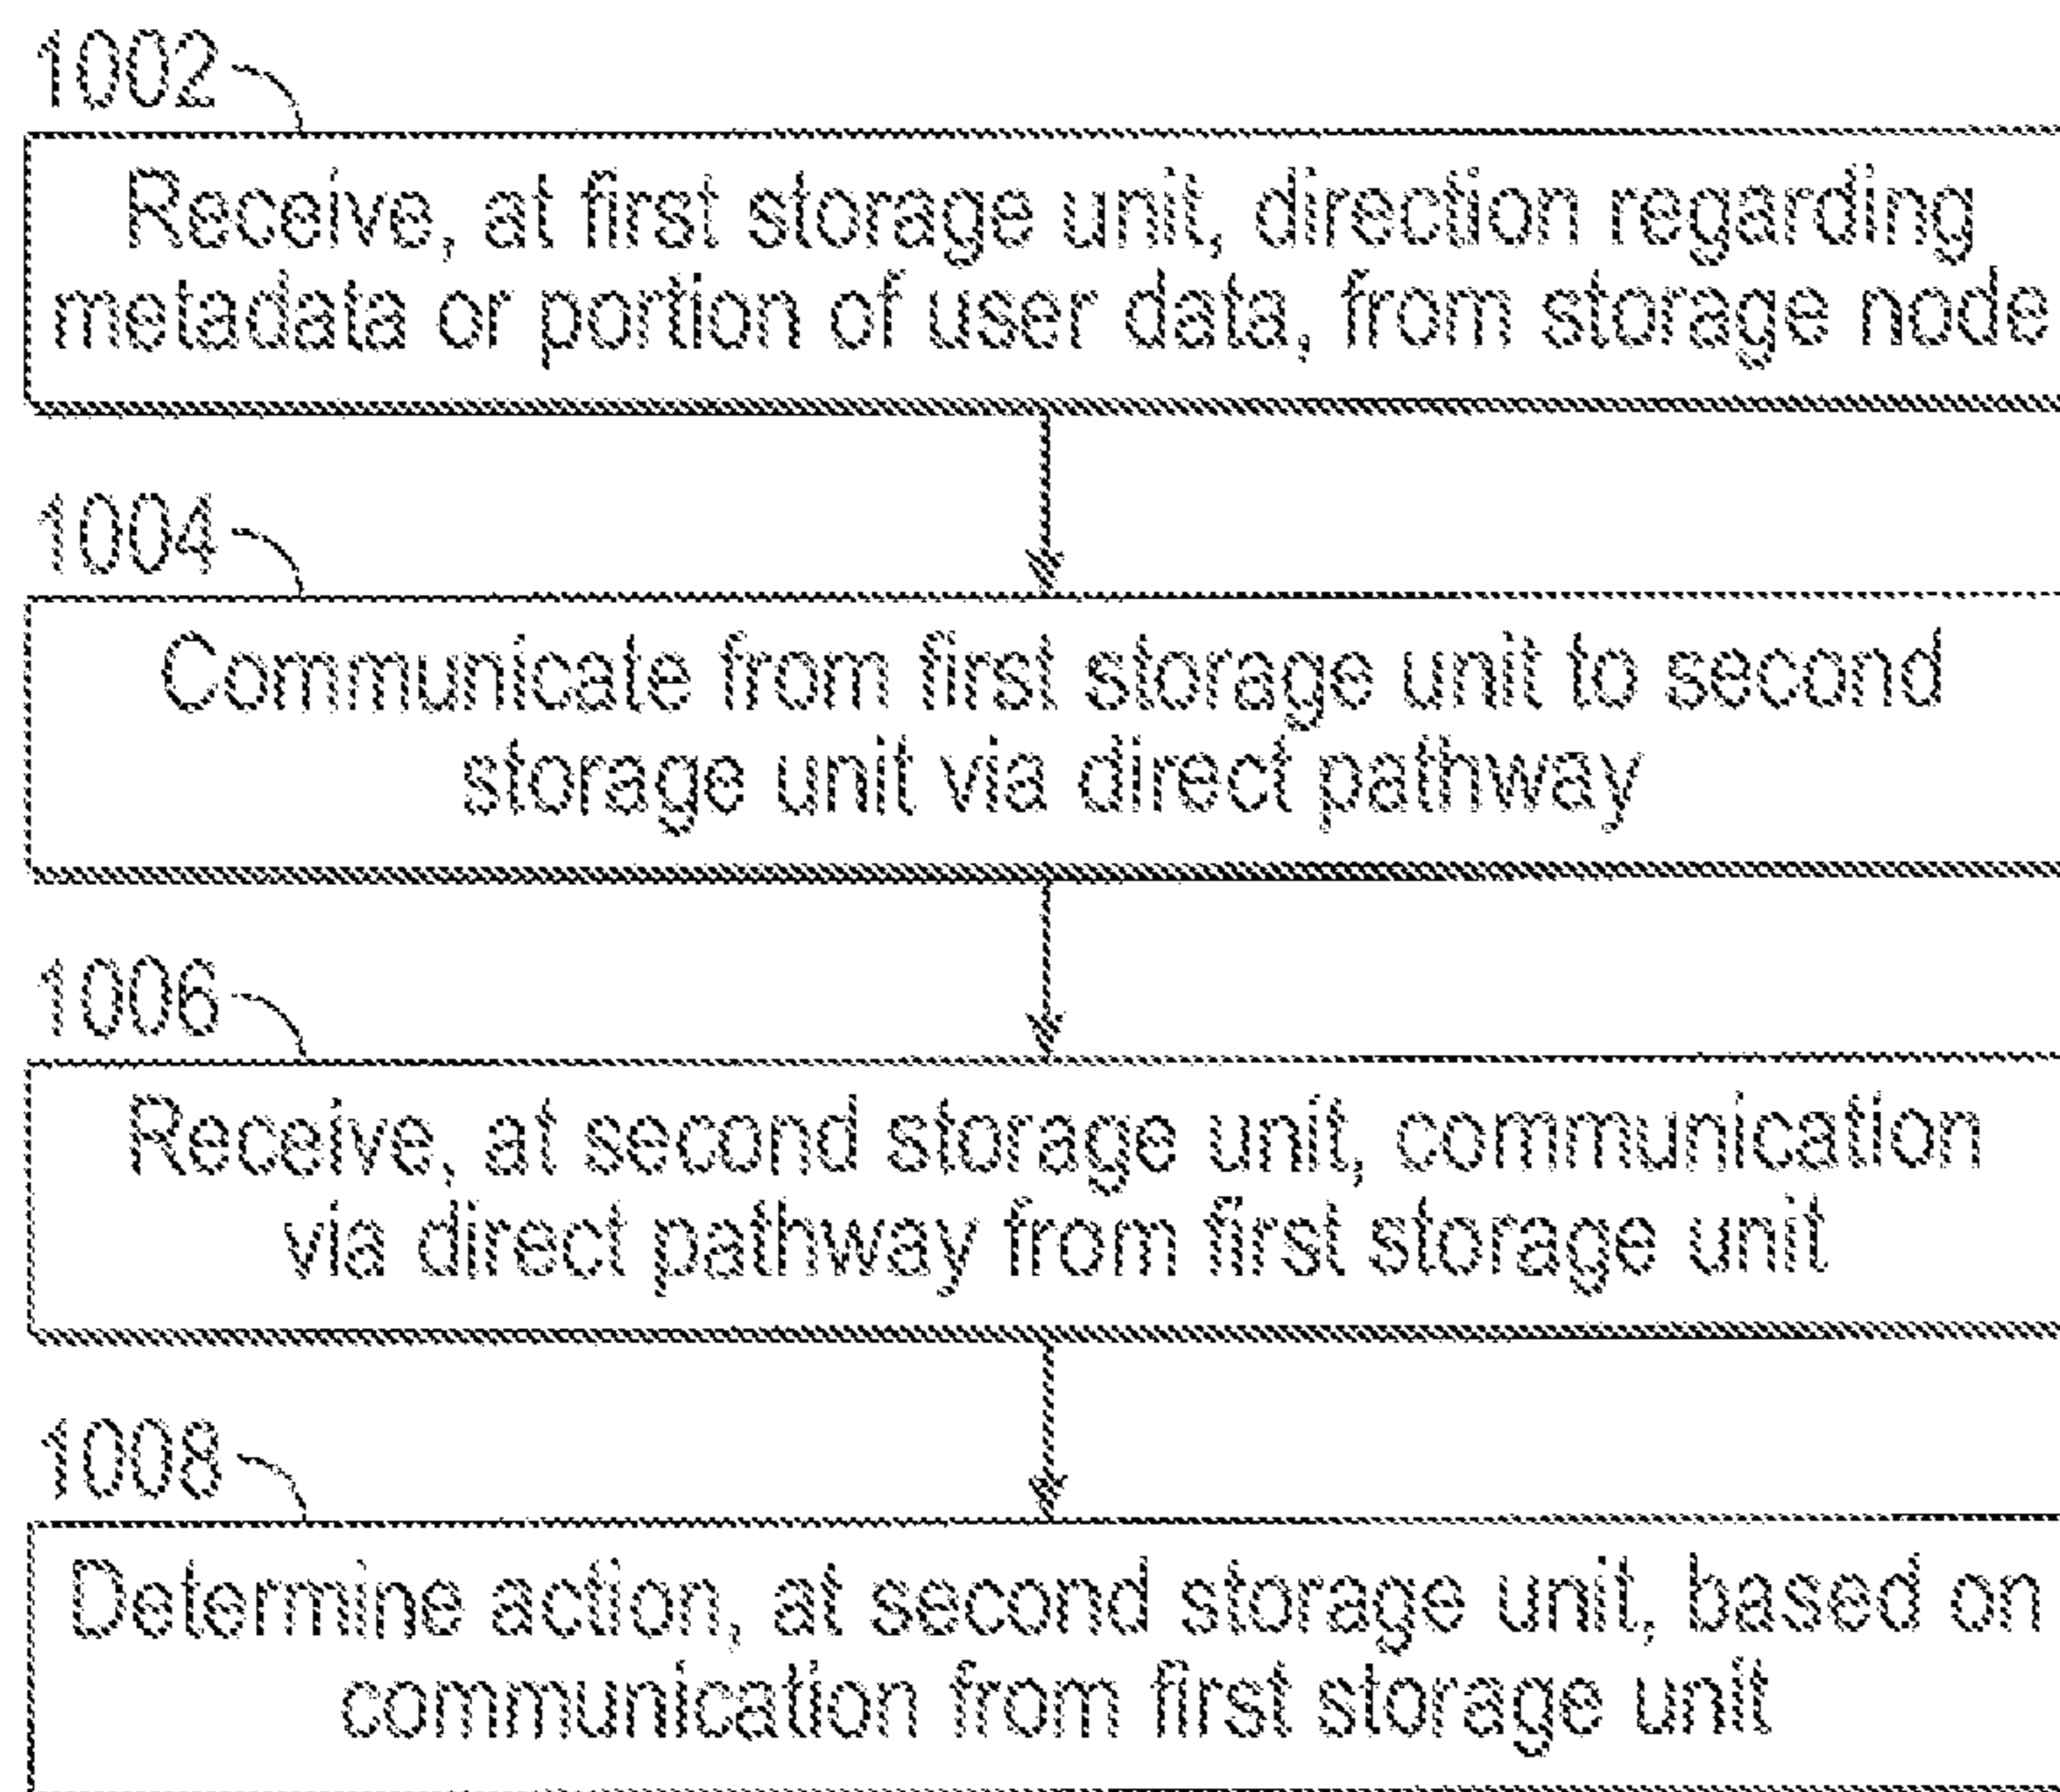 1002
Receive, at first storage unit, direction regarding
metadata or portion of user data, from storage node
1004
Communicate from first storage unit to second
storage unit via direct pathway
1006
Receive, at second storage unit, communication
via direct pathway from first storage unit
1008
Determine action, at second storage unit, based on
communication from first storage unit